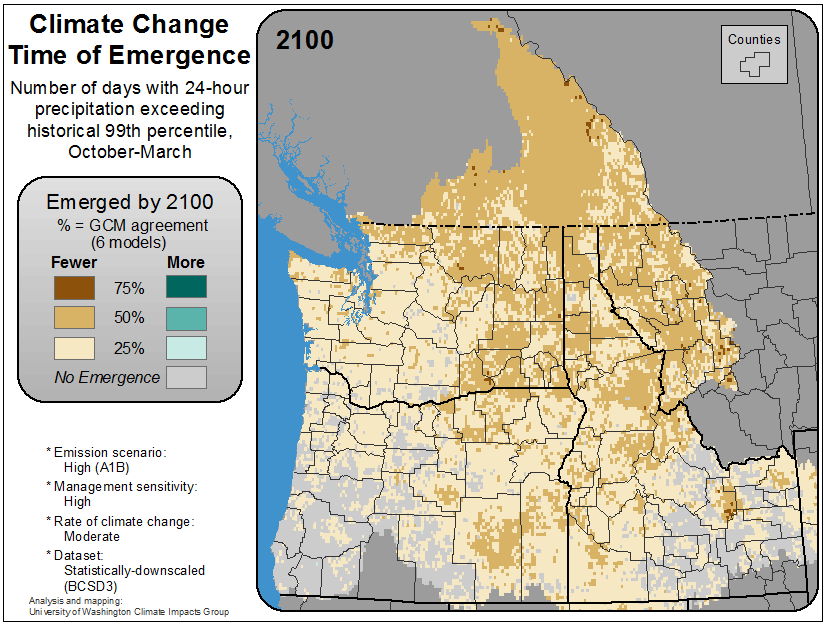 Climate Change
Time of Emergence
Number of days with 24-hour
precipitation exceeding
historical 99th percentile,
October-March
Emerged by 2100
% = GCM agreement
(6 models)
Fewer More
75%
50%
25%
No Emergence
* Emission scenario:
High (A1B)
* Management sensitivity:
High
* Rate of climate change:
Moderate
* Dataset:
Statistically-downscaled
(BCSD3)
Analysis and mapping:
University of Washington Climate Impacts Group
2100
Counties